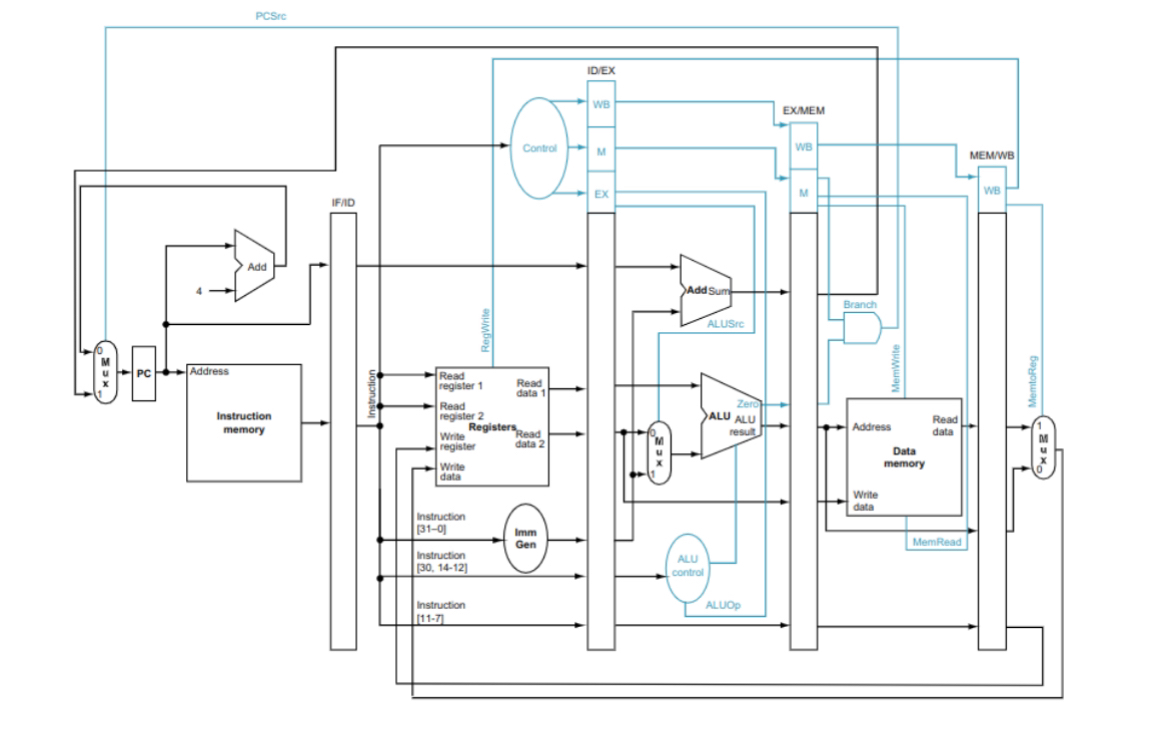 PCSrc
ID/EX
WB
EX/MEM
Control
M
WB
MEM/WB
EX
M
WB
IF/ID
Add
4
Add Sum
ALUSrc
Branch
RegWrite
MemWrite
MemtoReg
0
M
u
x
1
PC
Address
Instruction
memory
Instruction
Read
register 1
Read
register 2
Write
register
Write
data
Registers
Read
data 1
Read
data 2
0
M
u
x
1
Zero
ALU
ALU
result
Address
Read
data
Data
memory
Write
data
1
M
u
x
0
MemRead
Instruction
[31–0]
Imm
Gen
Instruction
[30, 14-12]
ALU
control
ALUOp
Instruction
[11-7]